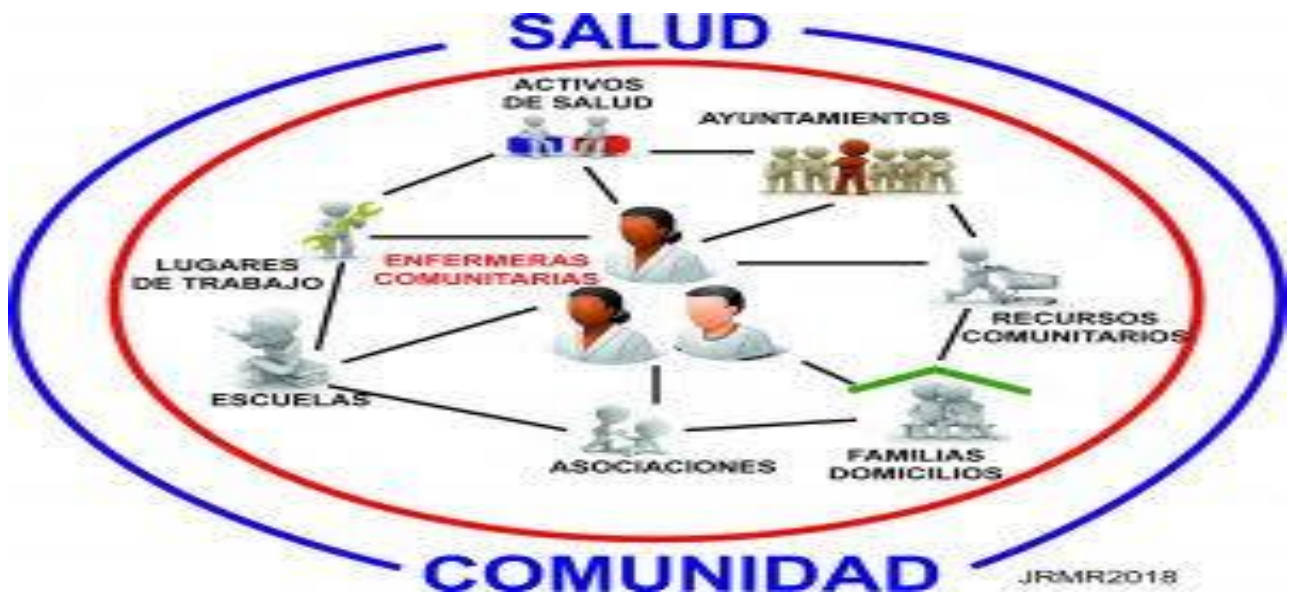 SALUD
ACTIVOS
DE SALUD
AYUNTAMIENTOS
LUGARES
DE TRABAJO
ENFERMERAS
COMUNITARIAS
RECURSOS
COMUNITARIOS
ESCUELAS
ASOCIACIONES
FAMILIAS
DOMICILIOS
COMUNIDAD
JRMR2018